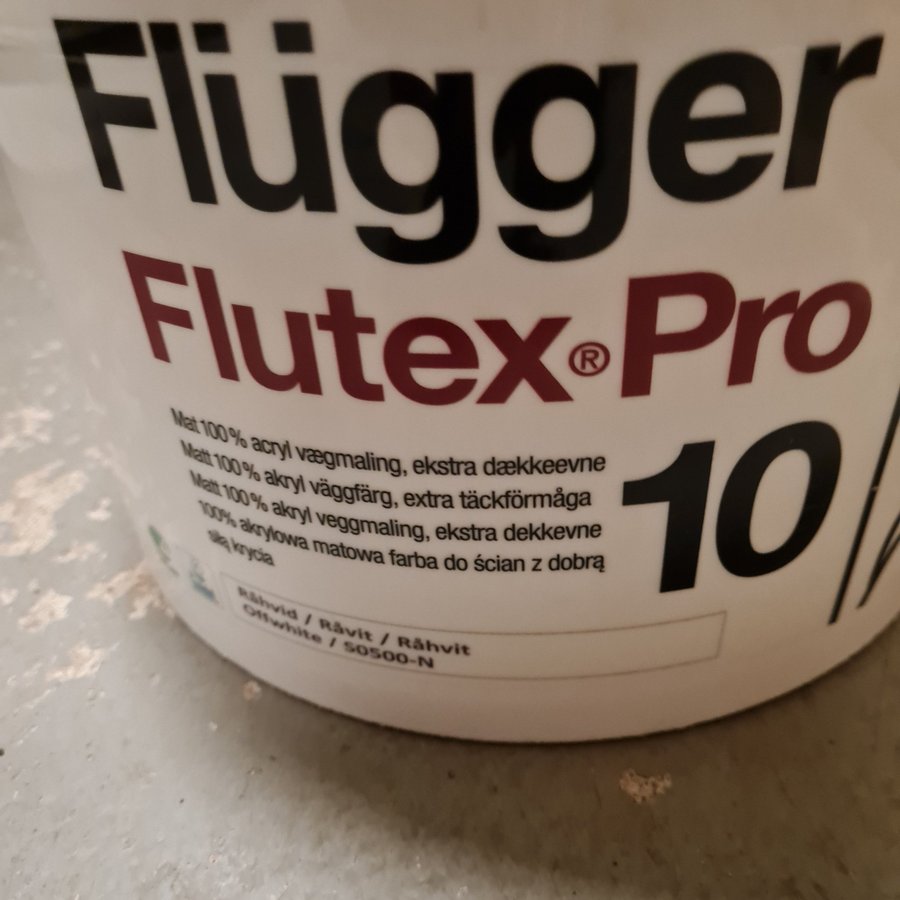 Flügger
Flutex® Pro
10
Mat 100% acryl vægmaling, ekstra dækkeevne
Matt 100% akryl väggfärg, extra täckförmåga
Matt 100% akryl veggmaling, ekstra dekkevne
100% akrylowa matowa farba do ścian z dobrą
siłą krycia
Råhvid / Råvit / Råhvit
Offwhite / S0500-N